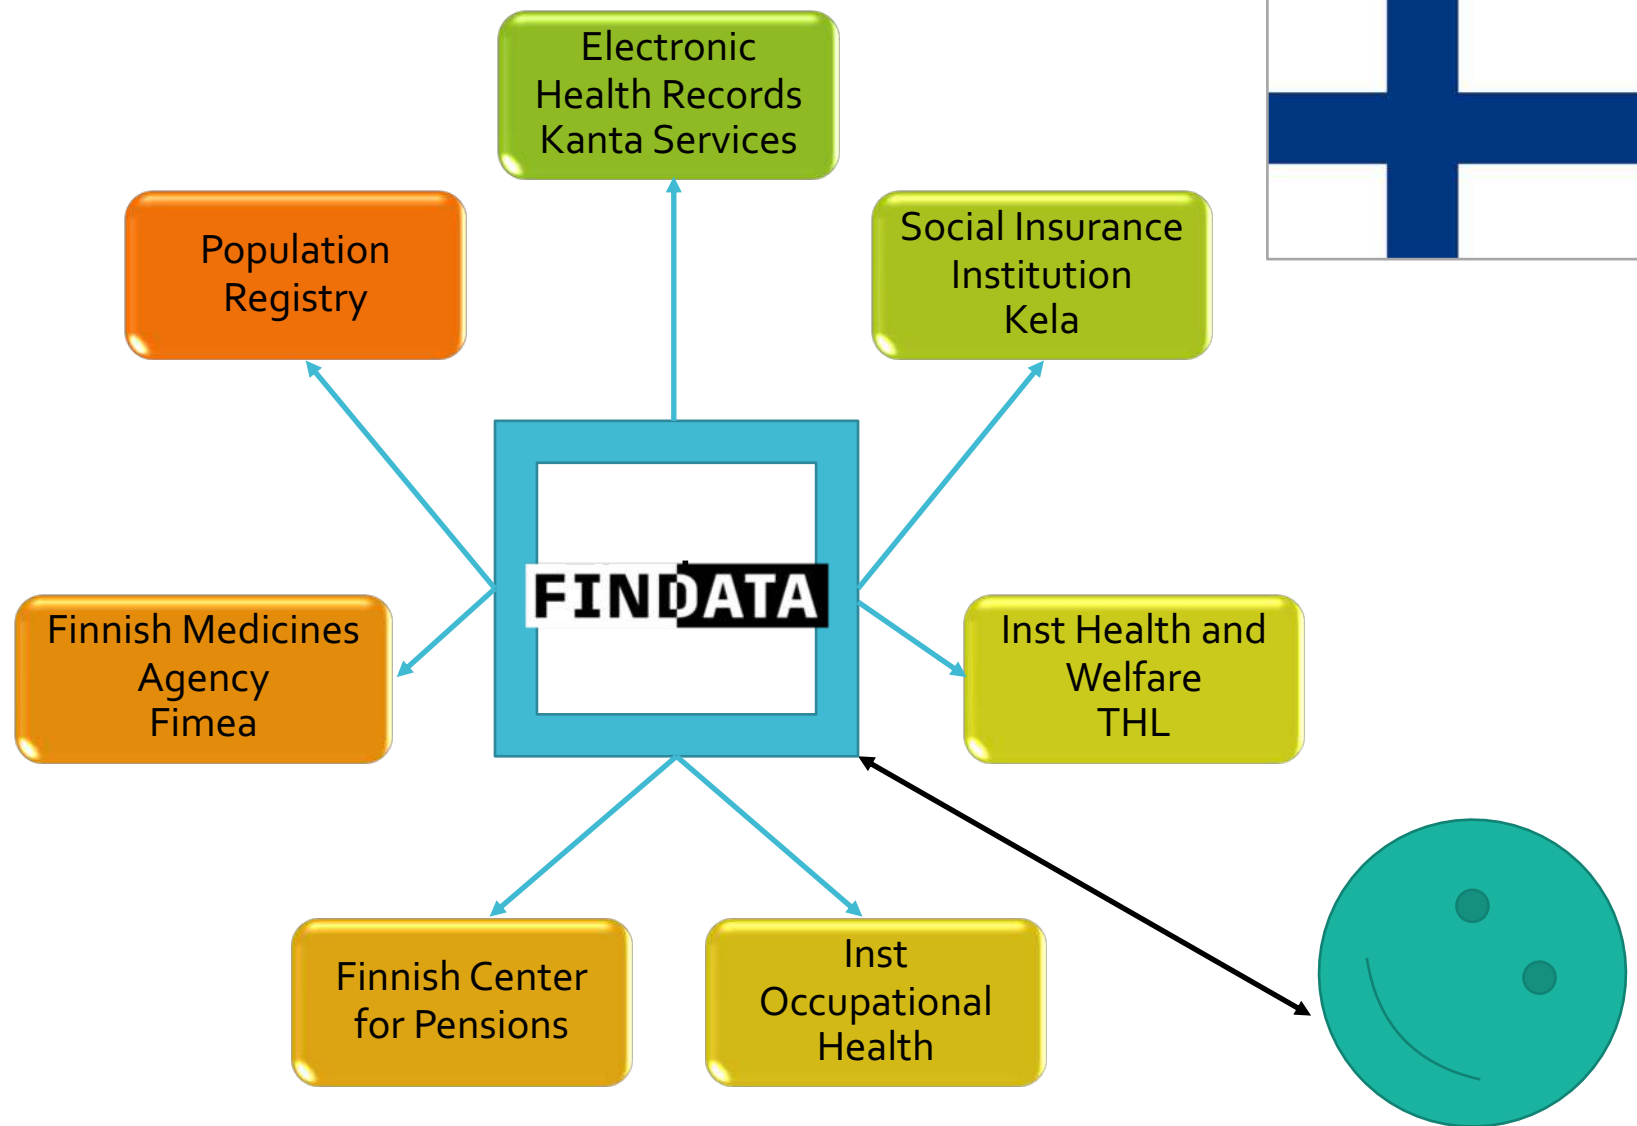 Electronic
Health Records
Kanta Services
Population
Registry
Social Insurance
Institution
Kela
FINDATA
Finnish Medicines
Agency
Fimea
Inst Health and
Welfare
THL
Finnish Center
for Pensions
Inst
Occupational
Health